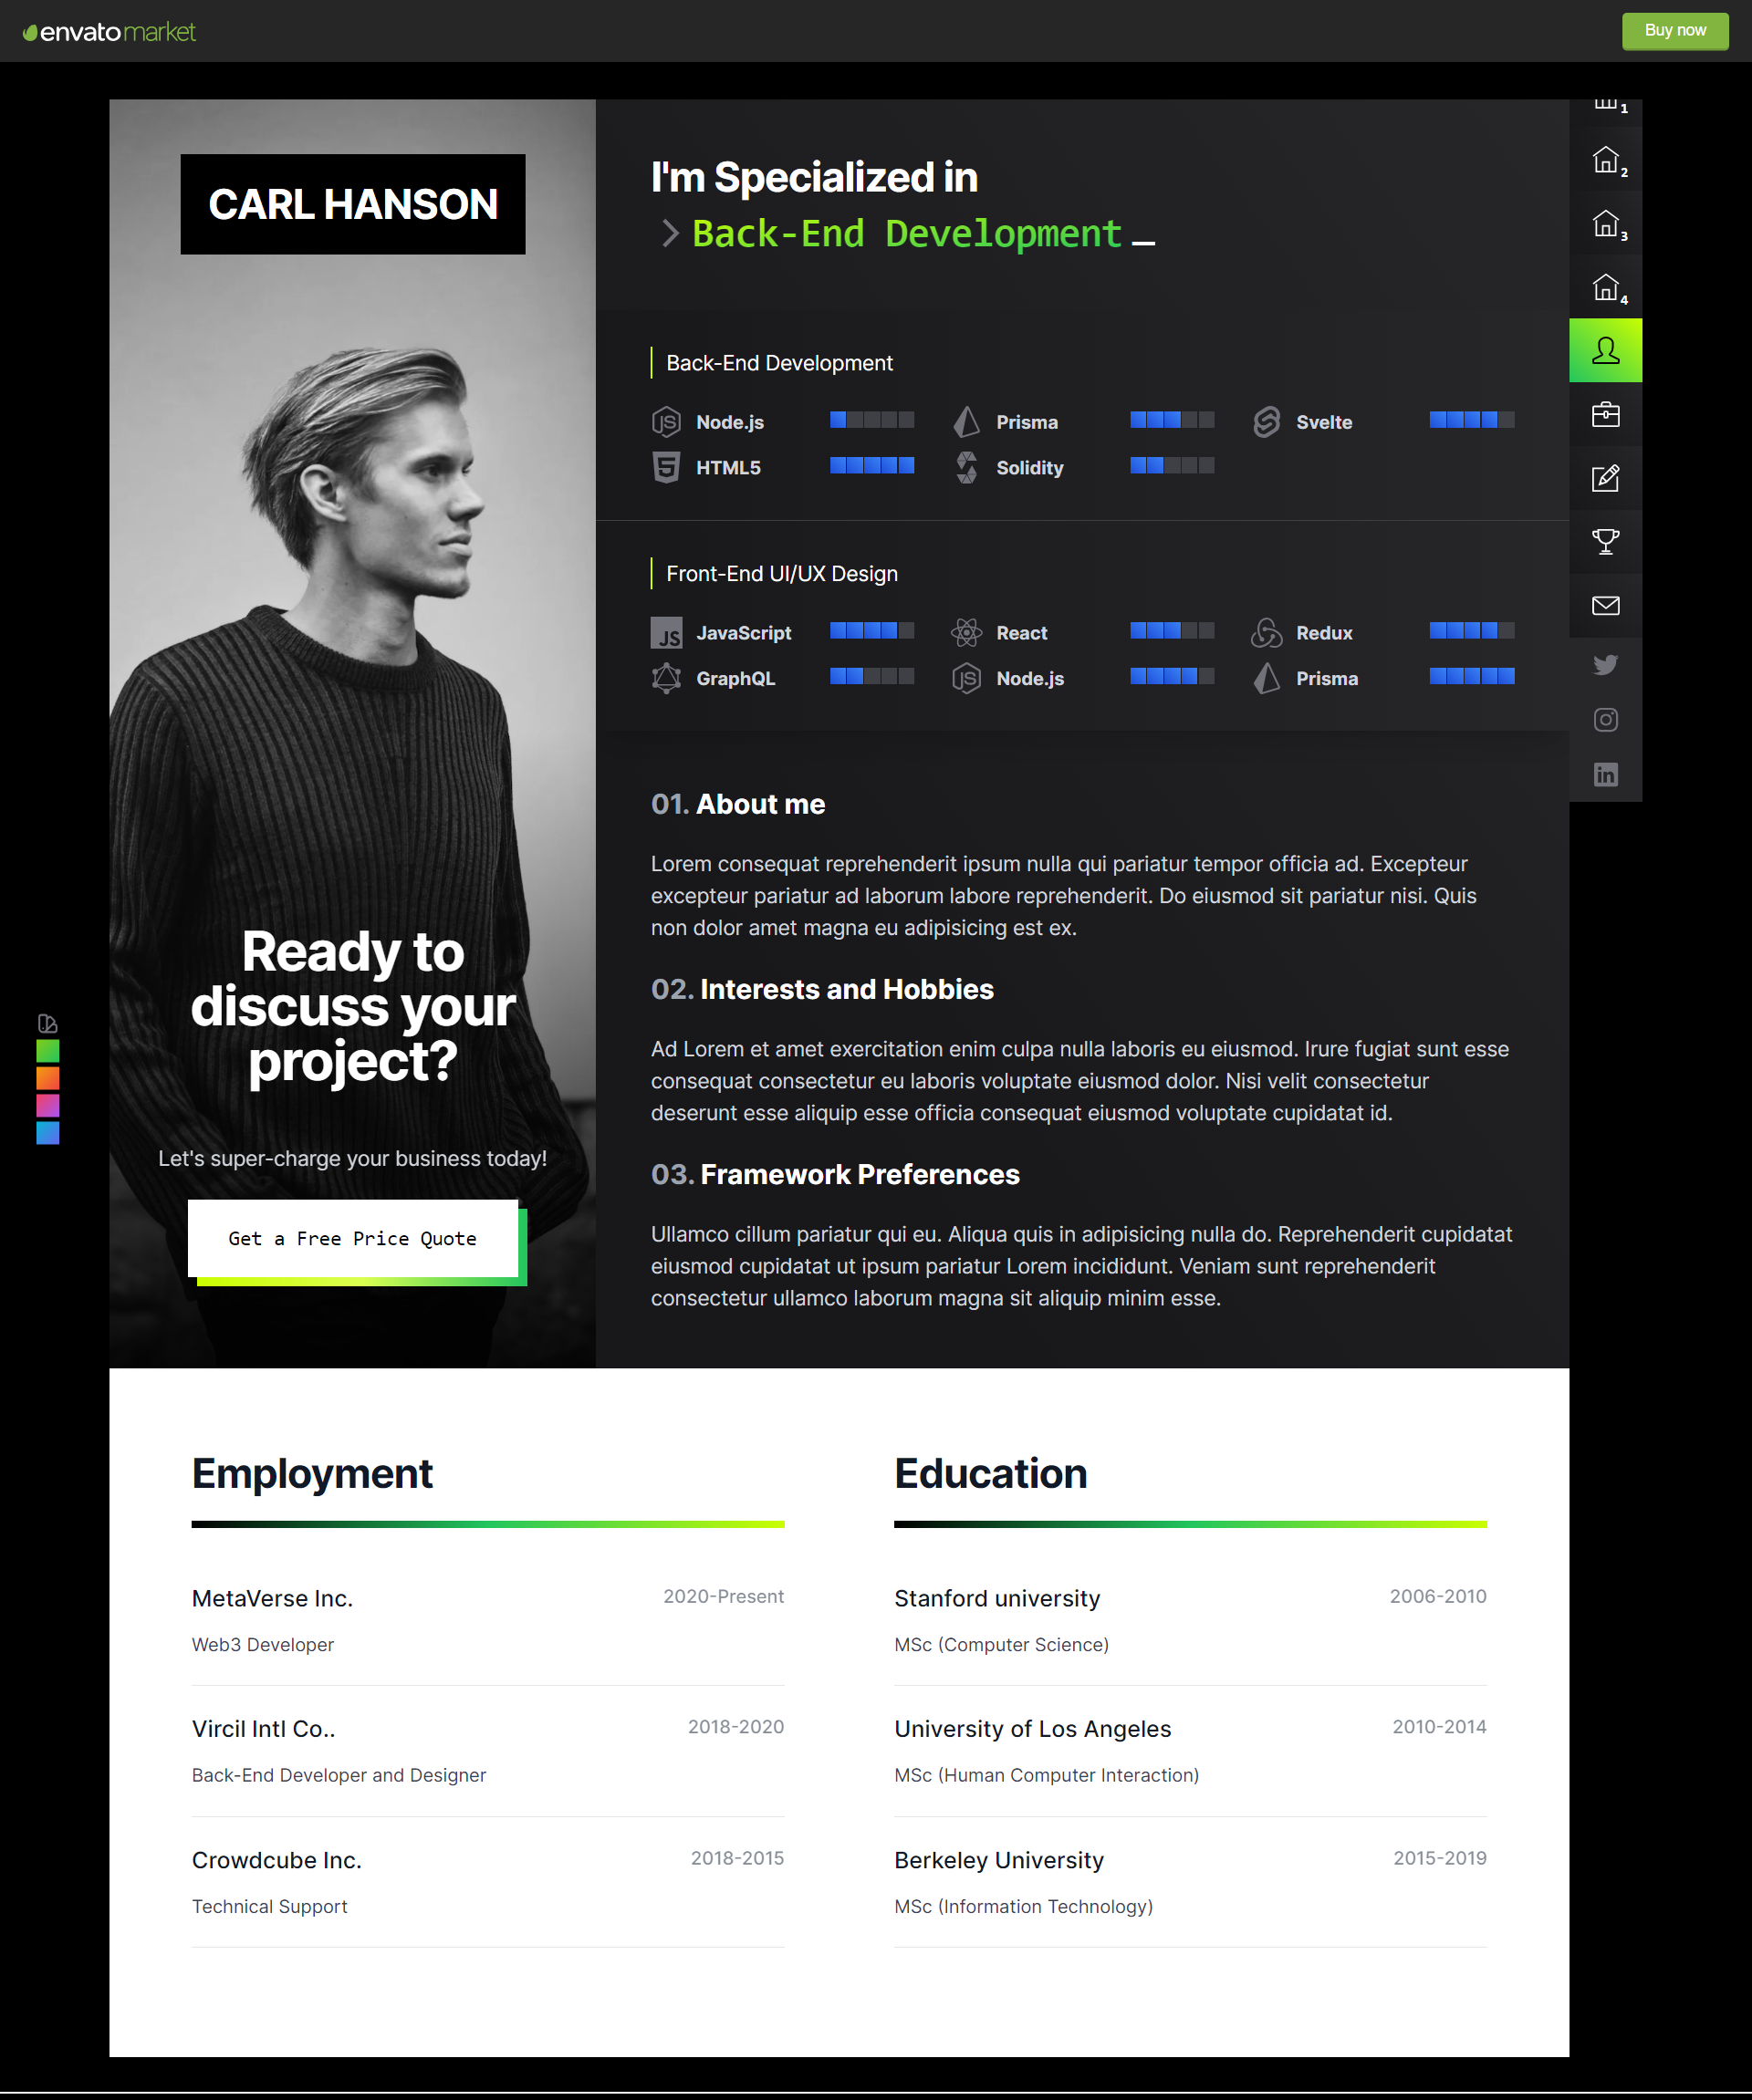 envato market
Buy now
CARL HANSON
Ready to
discuss your
project?
Let's super-charge your business today!
Get a Free Price Quote
I'm Specialized in
> Back-End Development _
Back-End Development
Node.js
Prisma
Svelte
HTML5
Solidity
Front-End UI/UX Design
JS JavaScript
React
Redux
GraphQL
JS Node.js
Prisma
01. About me
Lorem consequat reprehenderit ipsum nulla qui pariatur tempor officia ad. Excepteur
excepteur pariatur ad laborum labore reprehenderit. Do eiusmod sit pariatur nisi. Quis
non dolor amet magna eu adipisicing est ex.
02. Interests and Hobbies
Ad Lorem et amet exercitation enim culpa nulla laboris eu eiusmod. Irure fugiat sunt esse
consequat consectetur eu laboris voluptate eiusmod dolor. Nisi velit consectetur
deserunt esse aliquip esse officia consequat eiusmod voluptate cupidatat id.
03. Framework Preferences
Ullamco cillum pariatur qui eu. Aliqua quis in adipisicing nulla do. Reprehenderit cupidatat
eiusmod cupidatat ut ipsum pariatur Lorem incididunt. Veniam sunt reprehenderit
consectetur ullamco laborum magna sit aliquip minim esse.
1
2
3
4
in
Employment
MetaVerse Inc. 2020-Present
Web3 Developer
Vircil Intl Co.. 2018-2020
Back-End Developer and Designer
Crowdcube Inc. 2018-2015
Technical Support
Education
Stanford university 2006-2010
MSc (Computer Science)
University of Los Angeles 2010-2014
MSc (Human Computer Interaction)
Berkeley University 2015-2019
MSc (Information Technology)